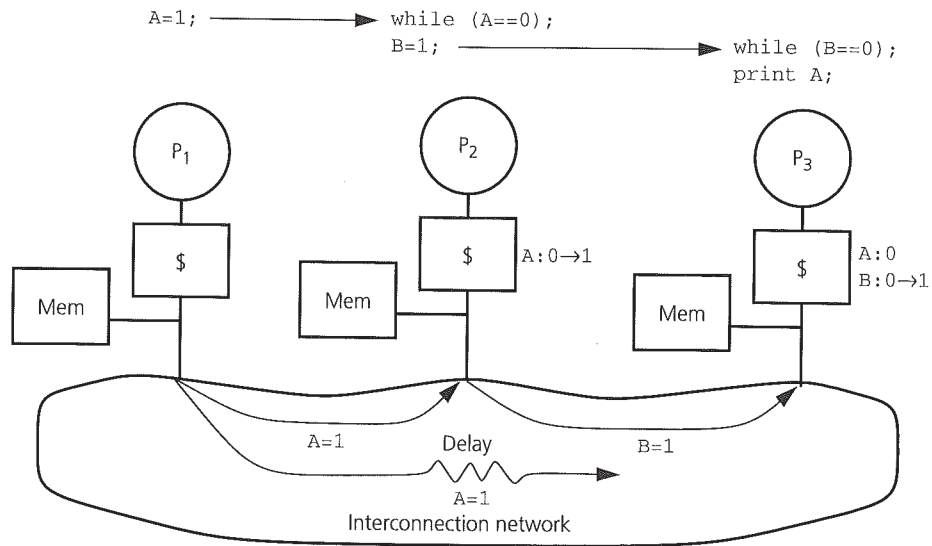 A=1; while (A==0);
B=1; while (B==0);
print A;
P1 P2 P3
$ $ A:0→1 $ A:0
B:0→1
Mem Mem Mem
A=1 Delay B=1
A=1
Interconnection network